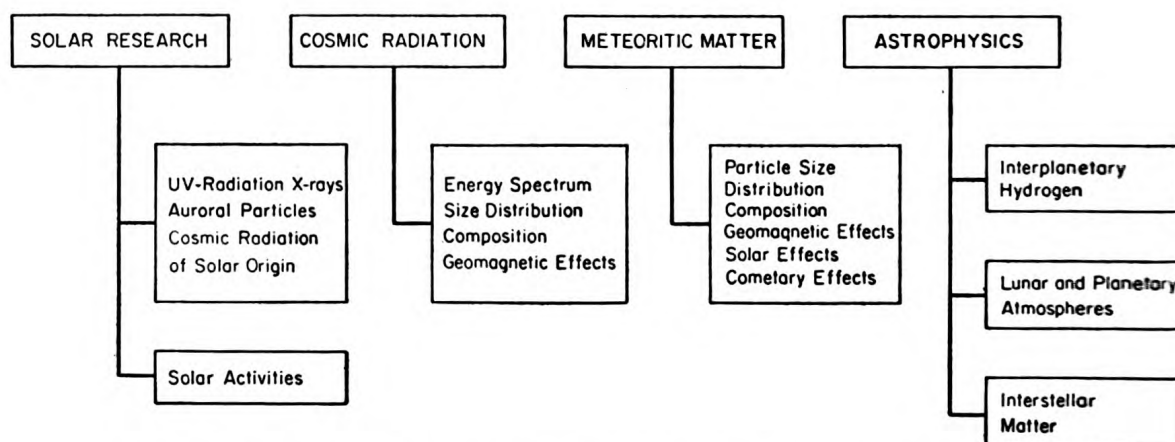 SOLAR RESEARCH
UV-Radiation X-rays
Auroral Particles
Cosmic Radiation
of Solar Origin
Solar Activities
COSMIC RADIATION
Energy Spectrum
Size Distribution
Composition
Geomagnetic Effects
METEORITIC MATTER
Particle Size
Distribution
Composition
Geomagnetic Effects
Solar Effects
Cometary Effects
ASTROPHYSICS
Interplanetary
Hydrogen
Lunar and Planetary
Atmospheres
Interstellar
Matter